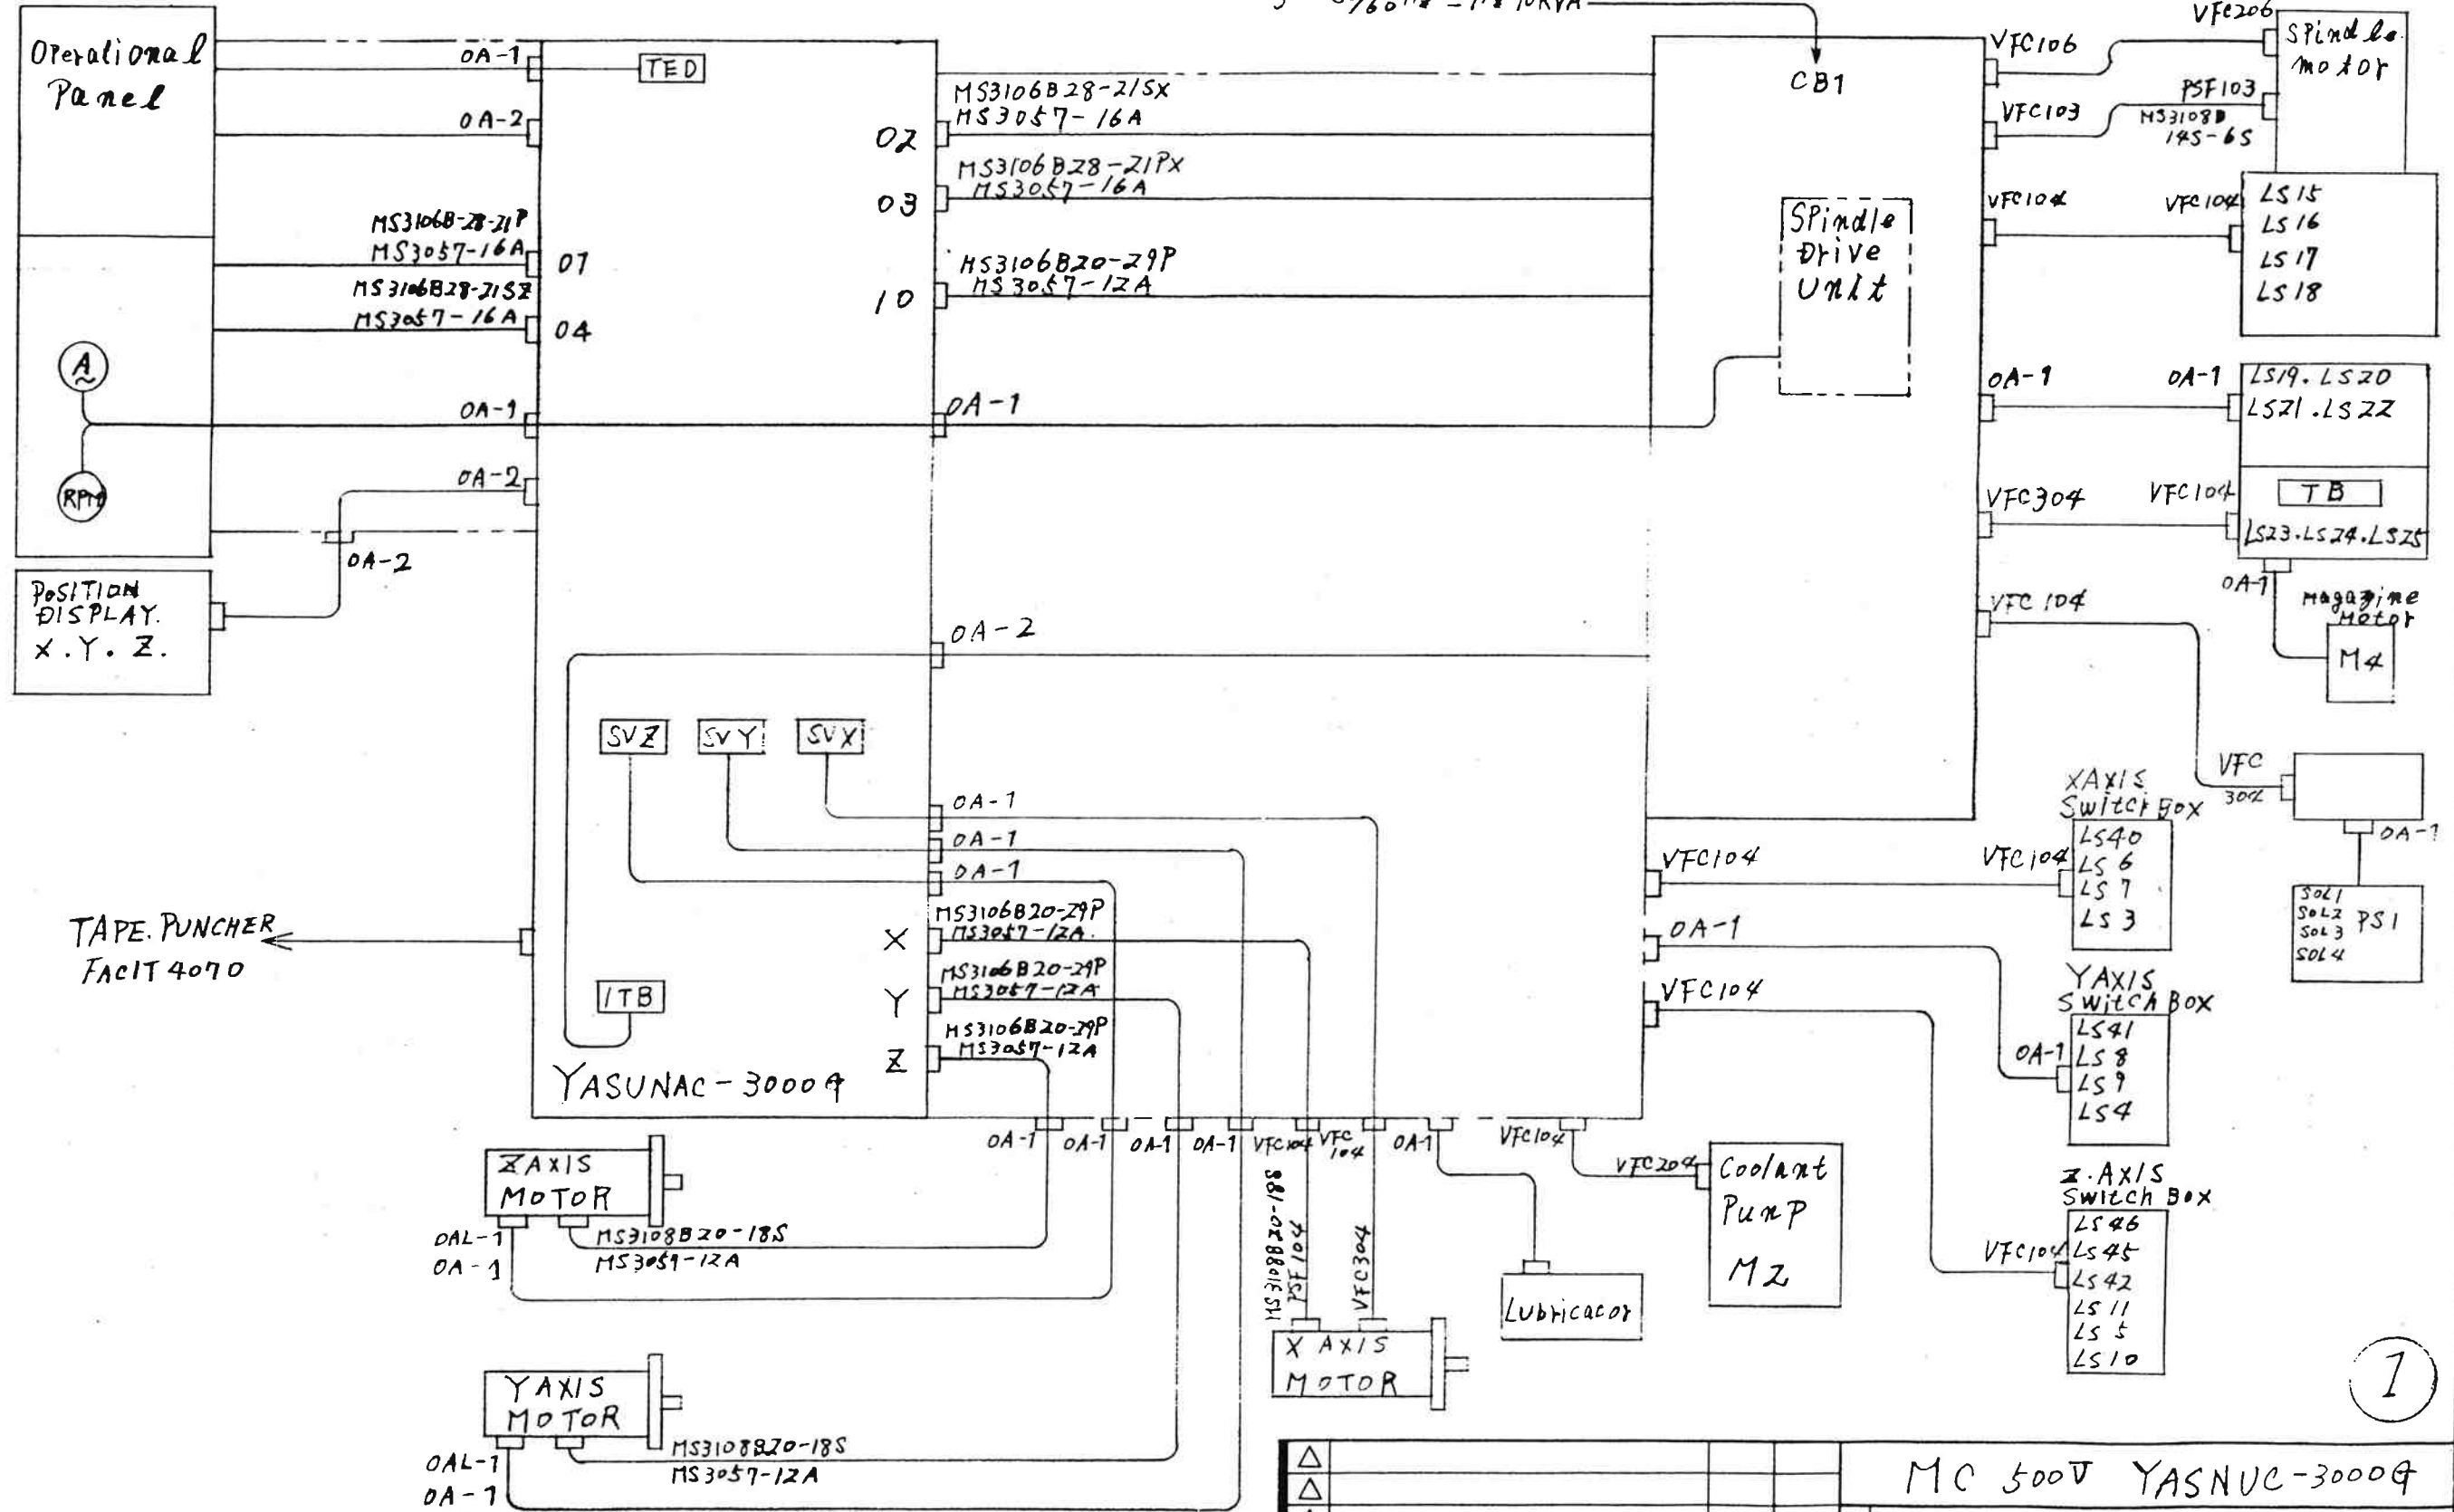 Operational
Panel
OA-1
TED
OA-2
MS3106B-28-21P
MS3057-16A
07
MS3106B28-21SZ
MS3057-16A
04
A
OA-1
RPM
OA-2
OA-2
POSITION
DISPLAY.
X.Y.Z.
MS3106B28-21SX
MS3057-16A
02
MS3106B28-21PX
MS3057-16A
03
MS3106B20-29P
MS3057-12A
10
OA-1
OA-2
CB1
Spindle
Drive
Unit
VFC106
VFC206
Spindle
motor
VFC103
PSF103
14S-6S
VFC104
VFC104
LS15
LS16
LS17
LS18
OA-1
OA-1
LS19.LS20
LS21.LS22
VFC304
VFC104
TB
LS23.LS24.LS25
OA-1
Magazine
Motor
M4
VFC104
VFC
304
OA-1
SOL1
SOL2
SOL3
SOL4
PS1
SVZ
SVY
SVX
OA-1
OA-1
OA-1
MS3106B20-29P
MS3057-12A.
X
MS3106B20-29P
MS3057-12A
Y
MS3106B20-29P
MS3057-12A
Z
TAPE.PUNCHER
FACIT 4070
1TB
YASUNAC-3000G
XAXIS
Switch Box
VFC104
VFC104
LS40
LS6
LS7
LS3
OA-1
YAXIS
Switch Box
OA-1
LS41
LS8
LS9
LS4
VFC104
Z.AXIS
Switch Box
VFC104
LS46
LS45
LS42
LS11
LS5
LS10
OA-1
OA-1
OA-1
OA-1
VFC104
VFC
104
OA-1
VFC104
VFC204
Coolant
Punp
M2
Lubricacor
MS3108B20-18S
PSF104
VFC304
X AXIS
MOTOR
ZAXIS
MOTOR
OAL-1
OA-1
MS3108B20-18S
MS3057-12A
YAXIS
MOTOR
OAL-1
OA-1
MS3108B20-18S
MS3057-12A
1
MC 500V YASNUC-3000G